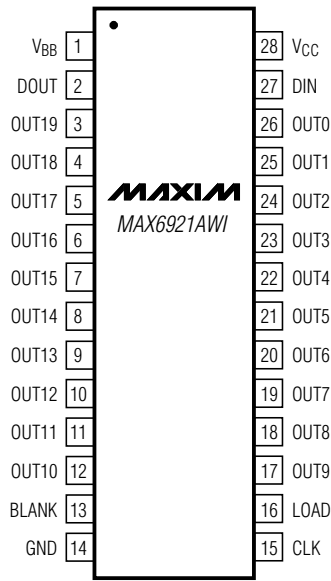 VBB 1 28 VCC
DOUT 2 27 DIN
OUT19 3 26 OUT0
OUT18 4 25 OUT1
OUT17 5 MAXIM 24 OUT2
OUT16 6 MAX6921AWI 23 OUT3
OUT15 7 22 OUT4
OUT14 8 21 OUT5
OUT13 9 20 OUT6
OUT12 10 19 OUT7
OUT11 11 18 OUT8
OUT10 12 17 OUT9
BLANK 13 16 LOAD
GND 14 15 CLK